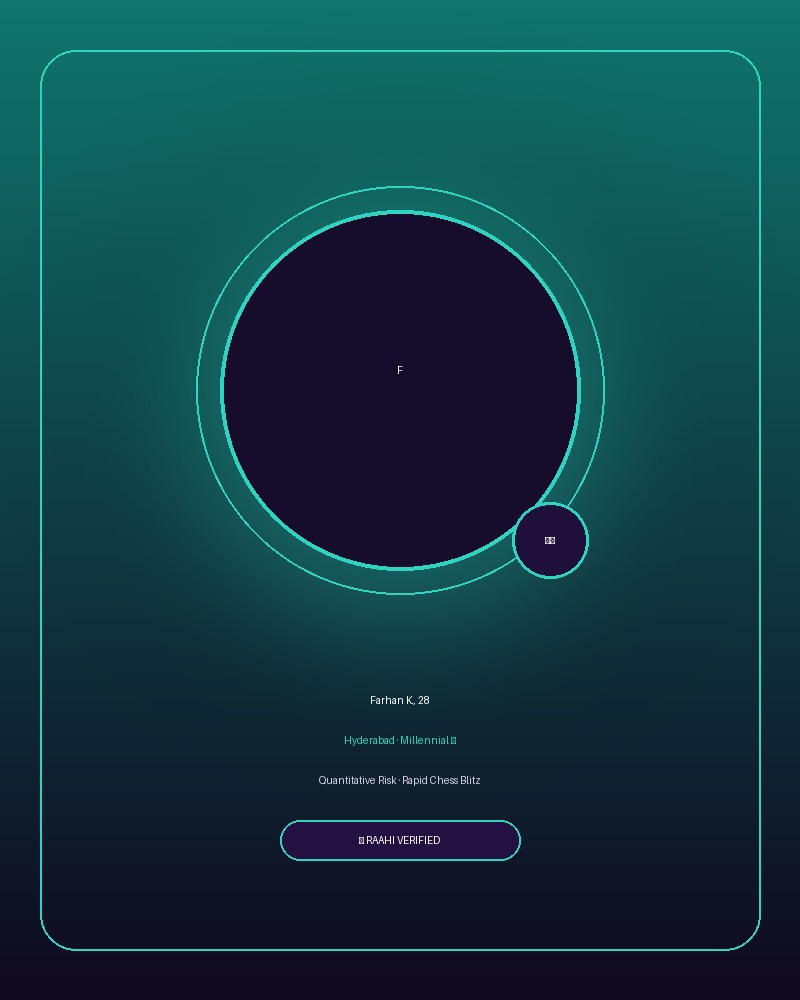 F
Farhan K, 28
Hyderabad · Millennial
Quantitative Risk · Rapid Chess Blitz
RAAHI VERIFIED